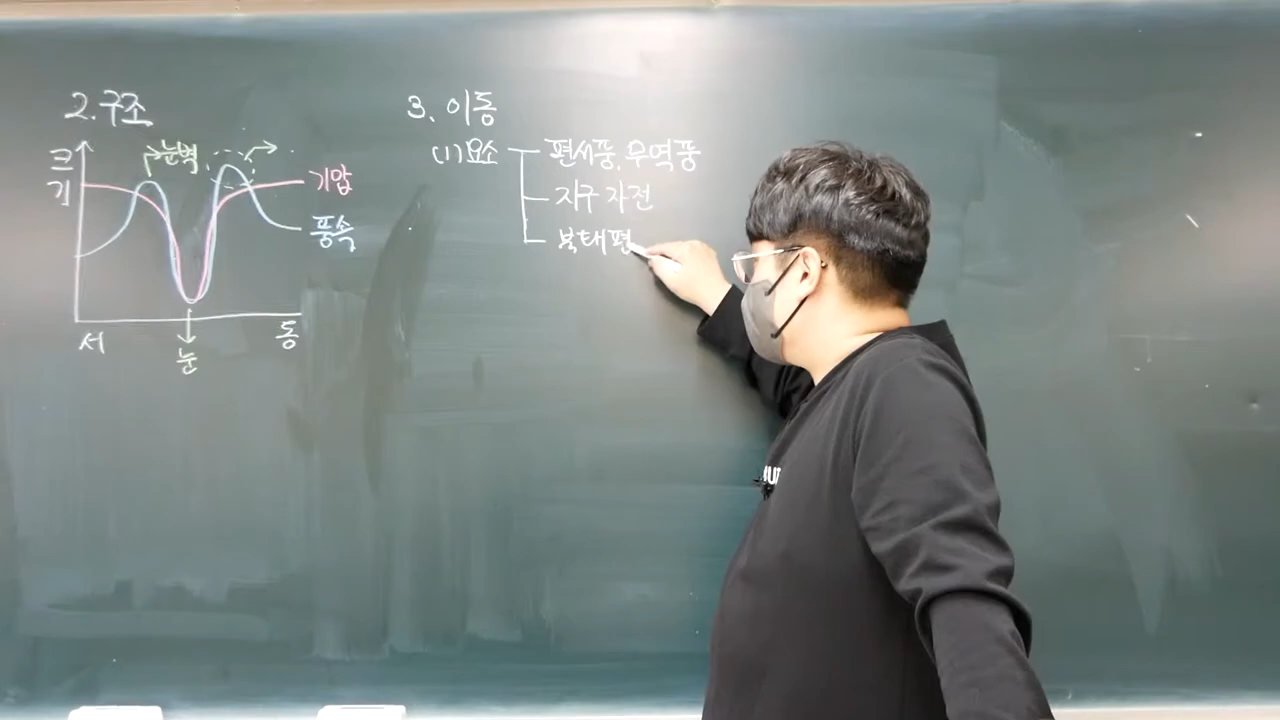 2. 구조
크기
눈벽
기압
풍속
서
동
눈
3. 이동
(1) 요소
편서풍, 무역풍
지구 자전
북태평